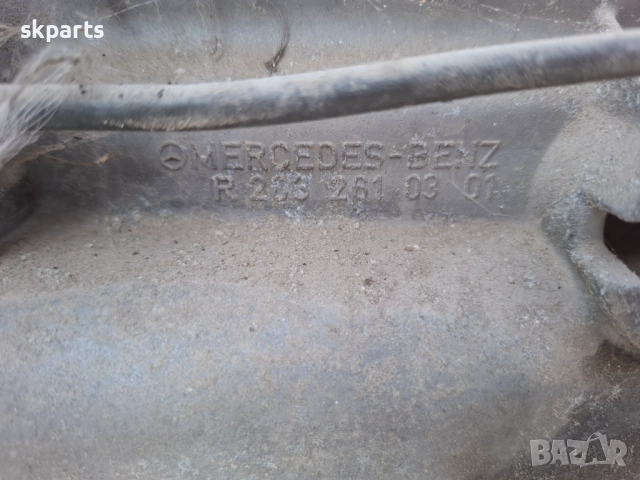 skparts
MERCEDES-BENZ
R 203 261 03 01
BAZAR